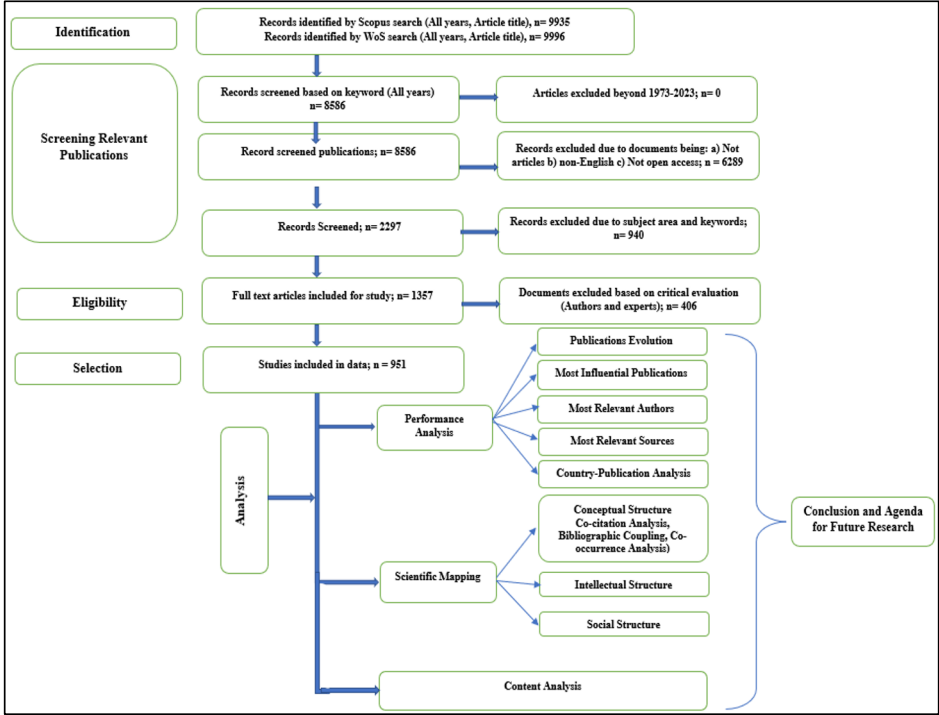 Identification
Records identified by Scopus search (All years, Article title), n= 9935
Records identified by WoS search (All years, Article title), n= 9996
Screening Relevant
Publications
Records screened based on keyword (All years)
n= 8586
Articles excluded beyond 1973-2023; n= 0
Record screened publications; n= 8586
Records excluded due to documents being: a) Not
articles b) non-English c) Not open access; n = 6289
Records Screened; n= 2297
Records excluded due to subject area and keywords;
n= 940
Eligibility
Full text articles included for study; n= 1357
Documents excluded based on critical evaluation
(Authors and experts); n= 406
Selection
Studies included in data; n = 951
Analysis
Performance
Analysis
Publications Evolution
Most Influential Publications
Most Relevant Authors
Most Relevant Sources
Country-Publication Analysis
Scientific Mapping
Conceptual Structure
Co-citation Analysis,
Bibliographic Coupling, Co-
occurrence Analysis)
Intellectual Structure
Social Structure
Content Analysis
Conclusion and Agenda
for Future Research